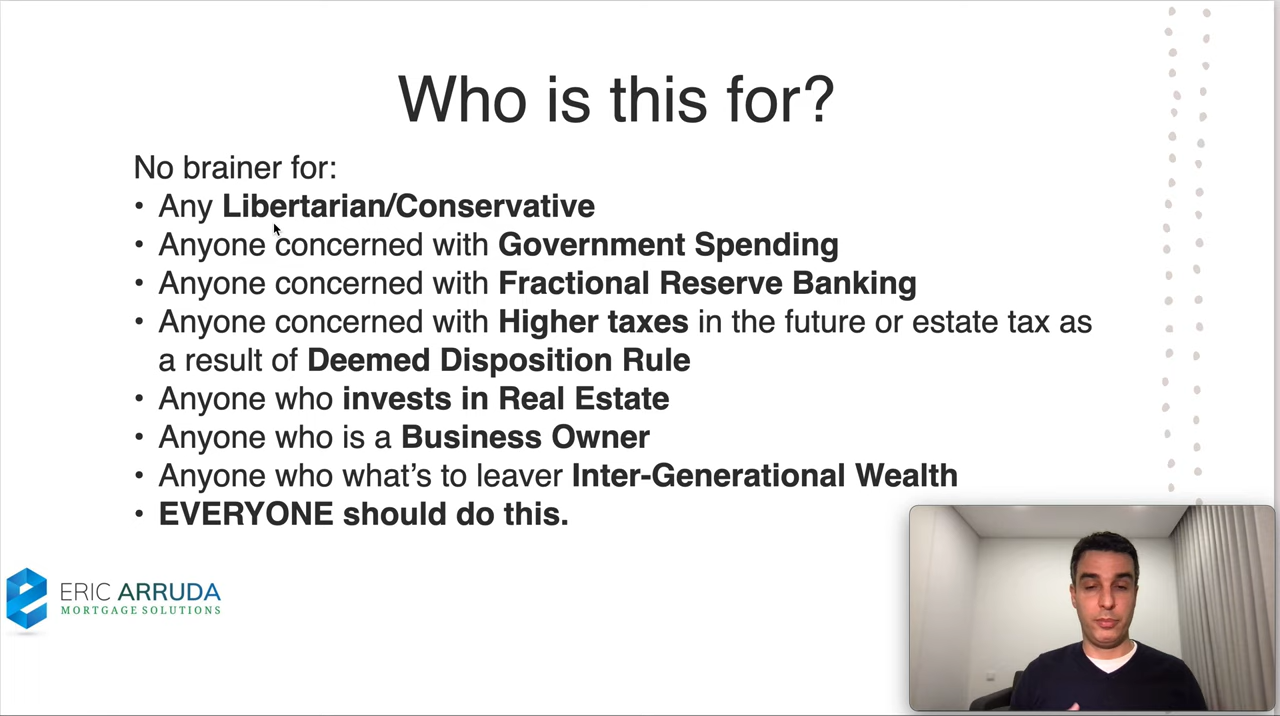 Who is this for?
No brainer for:
• Any Libertarian/Conservative
• Anyone concerned with Government Spending
• Anyone concerned with Fractional Reserve Banking
• Anyone concerned with Higher taxes in the future or estate tax as
a result of Deemed Disposition Rule
• Anyone who invests in Real Estate
• Anyone who is a Business Owner
• Anyone who what’s to leaver Inter-Generational Wealth
• EVERYONE should do this.
ERIC ARRUDA
MORTGAGE SOLUTIONS